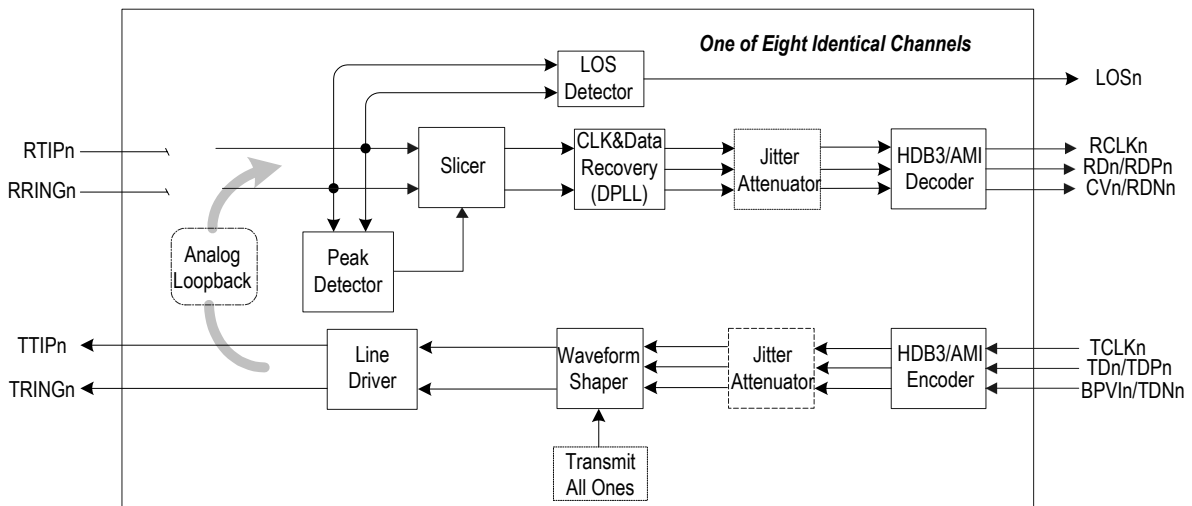 One of Eight Identical Channels
LOS
Detector
LOSn
RTIPn
RRINGn
Slicer
CLK&Data
Recovery
(DPLL)
Jitter
Attenuator
HDB3/AMI
Decoder
RCLKn
RDn/RDPn
CVn/RDNn
Analog
Loopback
Peak
Detector
TTIPn
TRINGn
Line
Driver
Waveform
Shaper
Jitter
Attenuator
HDB3/AMI
Encoder
TCLKn
TDn/TDPn
BPVIn/TDNn
Transmit
All Ones